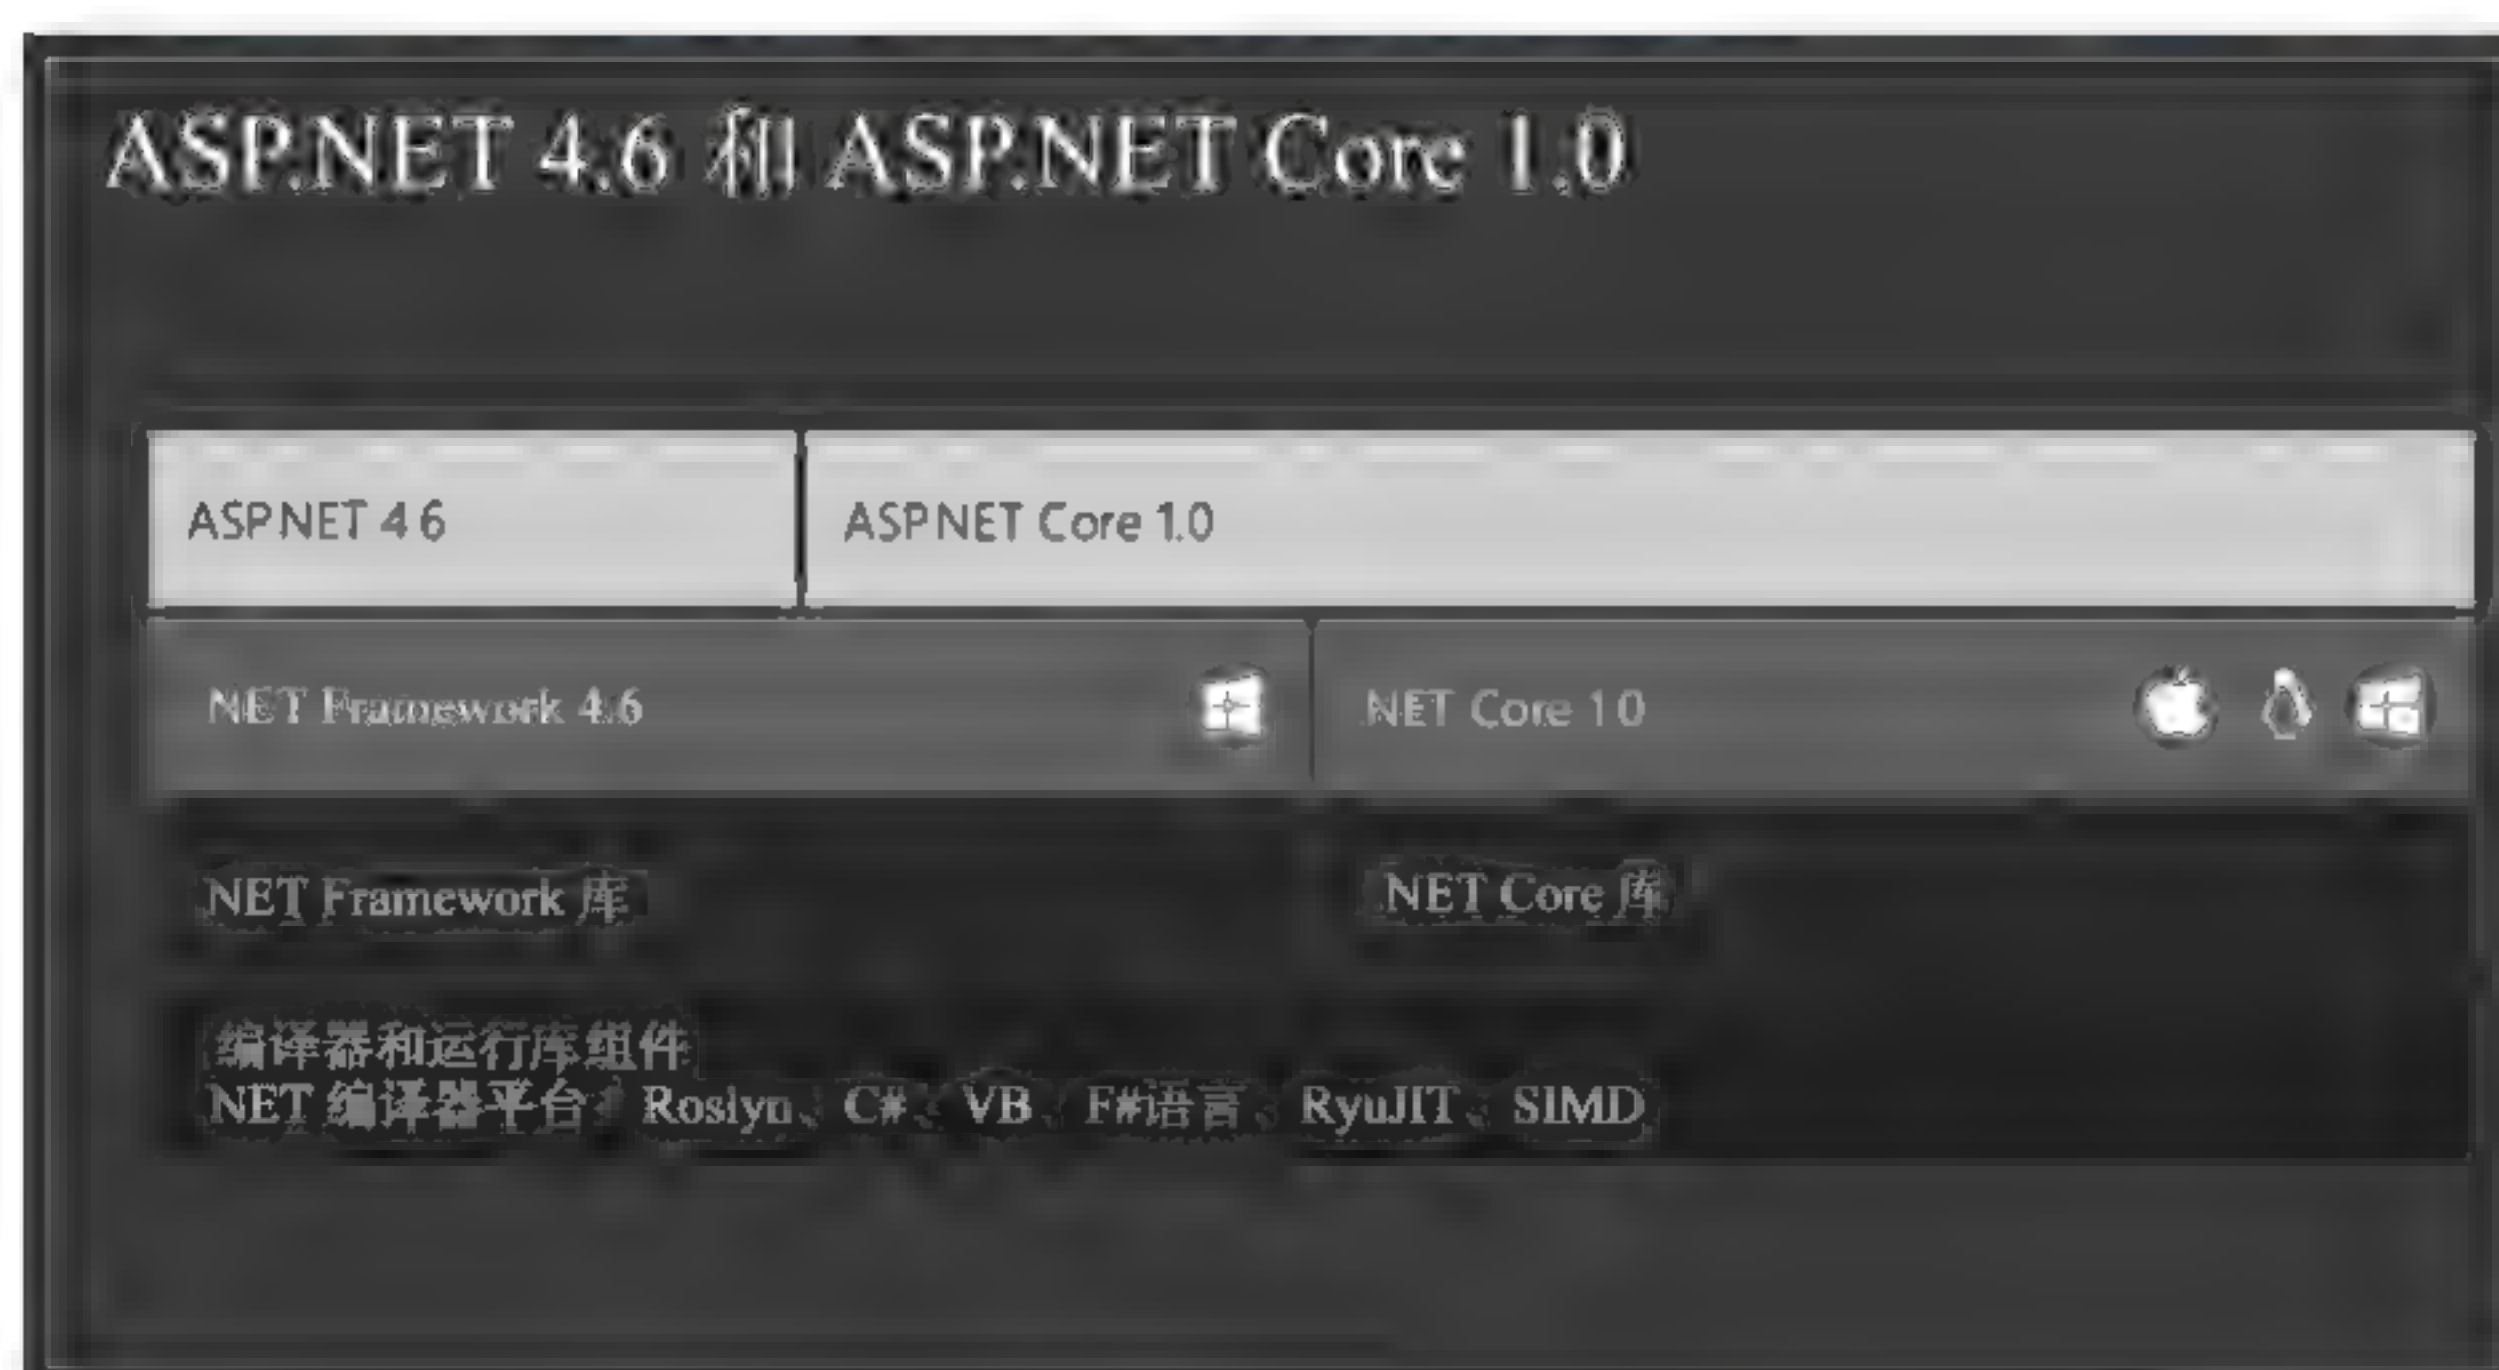 ASP.NET 4.6 和 ASP.NET Core 1.0
ASP.NET 4 6
ASP.NET Core 1.0
NET Framework 4.6
.NET Core 1 0
.NET Framework 库
.NET Core 库
编译器和运行库组件
NET 编译器平台: Roslyn、C#、VB、F#语言、RyuJIT、SIMD